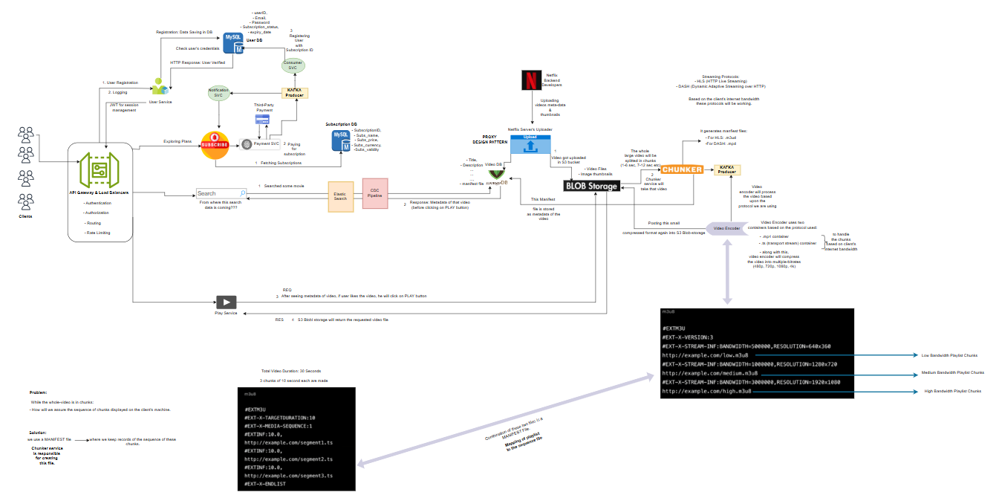 - userID,
- Email,
- Password
- Subscription_status,
- expiry_date
Registration: Data Saving in DB
MySQL
User DB
3
Registering
User
with
Subscription ID
Check user's credentials
HTTP Response: User Verified
Consumer
SVC
1. User Registration
2. Logging
User Service
JWT for session
management
Notification
SVC
KAFKA
Producer
Third-Party
Payment
Exploring Plans
SUBSCRIBE
Payment SVC
2
Paying
for
subscription
Subscription DB
MySQL
- SubscriptionID,
- Subs_name,
- Subs_price,
- Subs_currency,
-Subs_validity
1 Fetching Subscriptions
Clients
API Gateway & Load Balancers
- Authentication
- Authorization
- Routing
- Rate Limiting
Search
From where this search
data is coming???
1 Searched some movie
Elastic
Search
CDC
Pipeline
2 Response: Metadata of that video
(before clicking on PLAY button)
Netflix
Backend
Developers
Uploading
videos meta-data
&
thumbnails
Netflix Server's Uploader
PROXY
DESIGN PATTERN
Upload
1
Video got uploaded
in S3 bucket
- Title,
- Description
...
...
- manifest file
Video DB
mongoDB
- Video Files
- Image thumbnails
BLOB Storage
The whole
large video will be
splitted in chunks
(1-6 sec, 7-12 sec etc)
2
Chunker
service will
take that video
CHUNKER
KAFKA
Producer
Streaming Protocols:
- HLS (HTTP Live Streaming)
- DASH (Dynamic Adaptive Streaming over HTTP)
Based on the client's internet bandwidth
these protocols will be working.
It generates manifest files:
- For HLS: .m3ud
- For DASH: .mpd
This Manifest
file is stored
as metadata of the
video
Video
encoder will process
the video based
upon the
protocol we are using
Posting this small
compressed format again into S3 Blob-storage
Video Encoder
Video Encoder uses two
containers based on the protocol used:
- .mp4 container
- .ts (transport stream) container
- along with this,
video encoder will compress
the video into multiple-bitrates
(480p, 720p, 1080p, 4k)
to handle
the chunks
based on client's
internet bandwidth
REQ
3 After seeing metadata of video, if user likes the video, he will click on PLAY button
Play Service
RES 4 S3 Blobl storage will return the requested video file
m3u8
#EXTM3U
#EXT-X-VERSION:3
#EXT-X-STREAM-INF:BANDWIDTH=500000,RESOLUTION=640x360
http://example.com/low.m3u8
#EXT-X-STREAM-INF:BANDWIDTH=1000000,RESOLUTION=1280x720
http://example.com/medium.m3u8
#EXT-X-STREAM-INF:BANDWIDTH=3000000,RESOLUTION=1920x1080
http://example.com/high.m3u8
Low Bandwidth Playlist Chunks
Medium Bandwidth Playlist Chunks
High Bandwidth Playlist Chunks
Total Video Duration: 30 Seconds
3 chunks of 10 second each are made
m3u8
#EXTM3U
#EXT-X-TARGETDURATION:10
#EXT-X-MEDIA-SEQUENCE:1
#EXTINF:10.0,
http://example.com/segment1.ts
#EXTINF:10.0,
http://example.com/segment2.ts
#EXTINF:10.0,
http://example.com/segment3.ts
#EXT-X-ENDLIST
Combination of these two files is a
MANIFEST File.
Mapping of playlist
to the sequence file
Problem:
While the whole-video is in chunks:
- How will we assure the sequence of chunks displayed on the client's machine.
Solution:
we use a MANIFEST file
where we keep records of the sequence of these
chunks.
Chunker service
is responsible
for creating
this file.